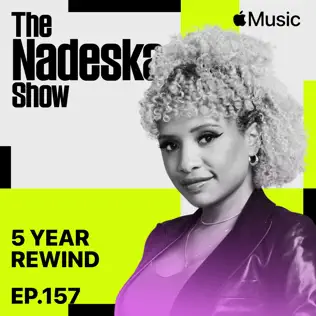 The
Nadeska
Show
Music
5 YEAR
REWIND
EP.157